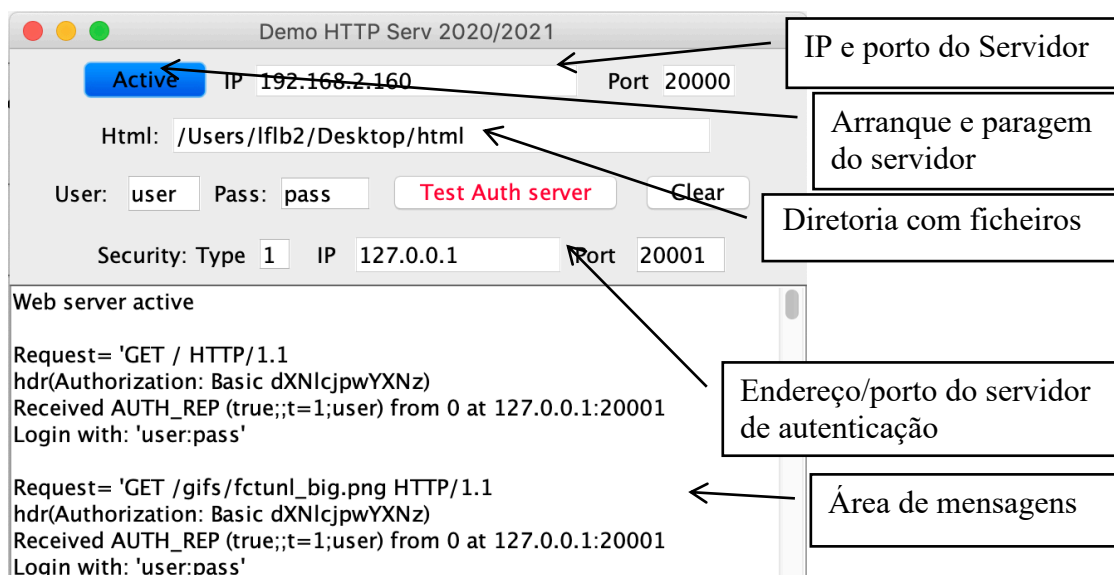 Demo HTTP Serv 2020/2021
Active IP 192.168.2.160 Port 20000
Html: /Users/lflb2/Desktop/html
User: user Pass: pass Test Auth server Clear
Security: Type 1 IP 127.0.0.1 Port 20001
Web server active
Request= 'GET / HTTP/1.1
hdr(Authorization: Basic dXNlcjpwYXNz)
Received AUTH_REP (true;;t=1;user) from 0 at 127.0.0.1:20001
Login with: 'user:pass'
Request= 'GET /gifs/fctunl_big.png HTTP/1.1
hdr(Authorization: Basic dXNlcjpwYXNz)
Received AUTH_REP (true;;t=1;user) from 0 at 127.0.0.1:20001
Login with: 'user:pass'
IP e porto do Servidor
Arranque e paragem
do servidor
Diretoria com ficheiros
Endereço/porto do servidor
de autenticação
Área de mensagens